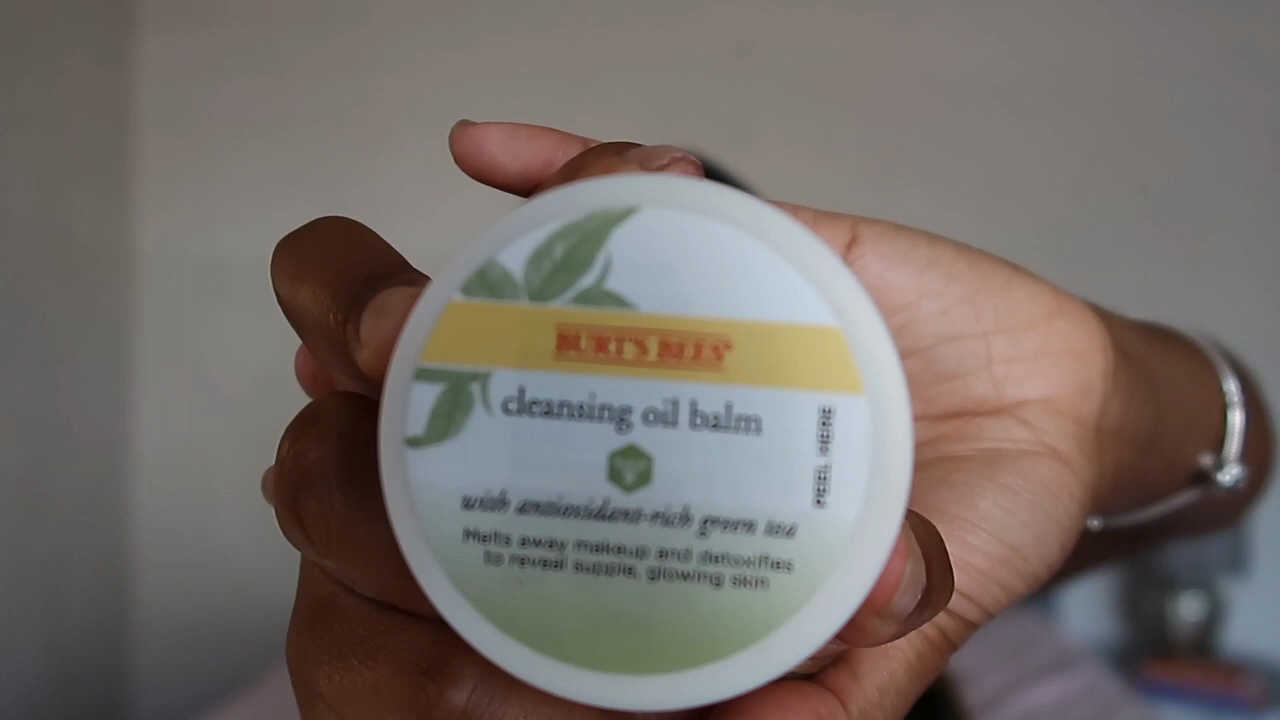 BURT'S BEES
cleansing oil balm
PEEL HERE
with antioxidant-rich green tea
Melts away makeup and detoxifies
to reveal supple, glowing skin